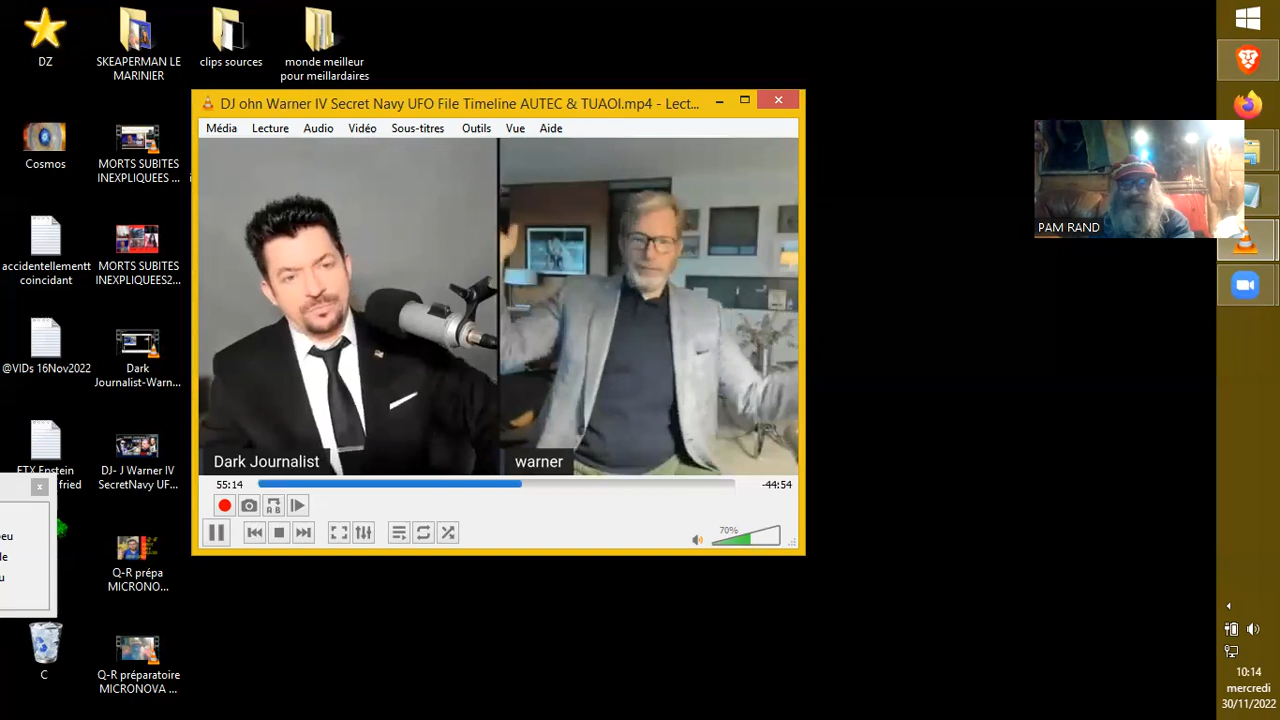 DZ
SKEAPERMAN LE
MARINIER
clips sources
monde meilleur
pour meillardaires
Cosmos
MORTS SUBITES
INEXPLIQUEES ...
accidentellementt
coincidant
MORTS SUBITES
INEXPLIQUEES2...
@VIDs 16Nov2022
Dark
Journalist-Warn...
FTX Epstein
fried
DJ- J Warner IV
SecretNavy UF...
Q-R prépa
MICRONO...
C
Q-R préparatoire
MICRONOVA ...
DJ ohn Warner IV Secret Navy UFO File Timeline AUTEC & TUAOI.mp4 - Lect...
Média Lecture Audio Vidéo Sous-titres Outils Vue Aide
Dark Journalist
warner
55:14
-44:54
70%
PAM RAND
10:14
mercredi
30/11/2022